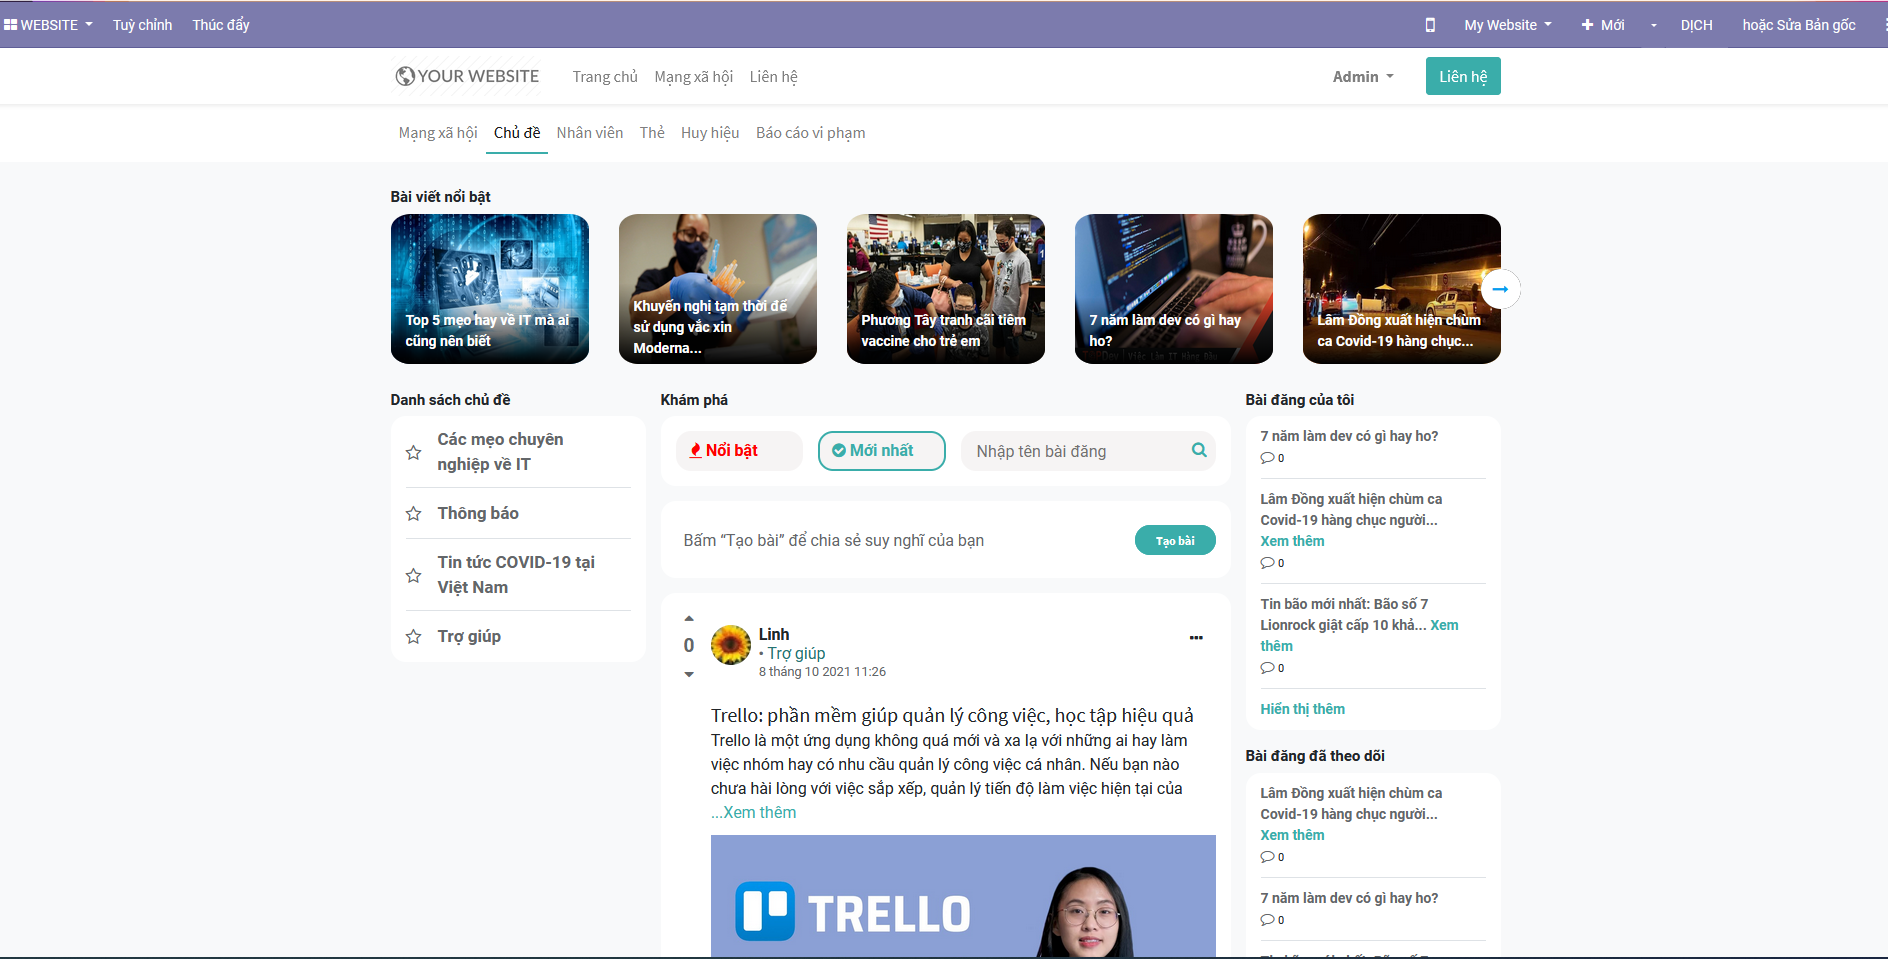 WEBSITE Tuỳ chỉnh Thúc đẩy My Website Mới DỊCH hoặc Sửa Bản gốc
YOUR WEBSITE Trang chủ Mạng xã hội Liên hệ Admin Liên hệ
Mạng xã hội Chủ đề Nhân viên Thẻ Huy hiệu Báo cáo vi phạm
Bài viết nổi bật
Top 5 mẹo hay về IT mà ai
cũng nên biết
Khuyến nghị tạm thời để
sử dụng vắc xin
Moderna...
Phương Tây tranh cãi tiêm
vaccine cho trẻ em
7 năm làm dev có gì hay
ho?
Việc Làm IT Hàng Đầu
Lâm Đồng xuất hiện chùm
ca Covid-19 hàng chục...
Danh sách chủ đề
Các mẹo chuyên
nghiệp về IT
Thông báo
Tin tức COVID-19 tại
Việt Nam
Trợ giúp
Khám phá
Nổi bật Mới nhất Nhập tên bài đăng
Bấm “Tạo bài” để chia sẻ suy nghĩ của bạn Tạo bài
0
Linh
• Trợ giúp
8 tháng 10 2021 11:26
Trello: phần mềm giúp quản lý công việc, học tập hiệu quả
Trello là một ứng dụng không quá mới và xa lạ với những ai hay làm
việc nhóm hay có nhu cầu quản lý công việc cá nhân. Nếu bạn nào
chưa hài lòng với việc sắp xếp, quản lý tiến độ làm việc hiện tại của
...Xem thêm
TRELLO
Bài đăng của tôi
7 năm làm dev có gì hay ho?
0
Lâm Đồng xuất hiện chùm ca
Covid-19 hàng chục người...
Xem thêm
0
Tin bão mới nhất: Bão số 7
Lionrock giật cấp 10 khả... Xem
thêm
0
Hiển thị thêm
Bài đăng đã theo dõi
Lâm Đồng xuất hiện chùm ca
Covid-19 hàng chục người...
Xem thêm
0
7 năm làm dev có gì hay ho?
0